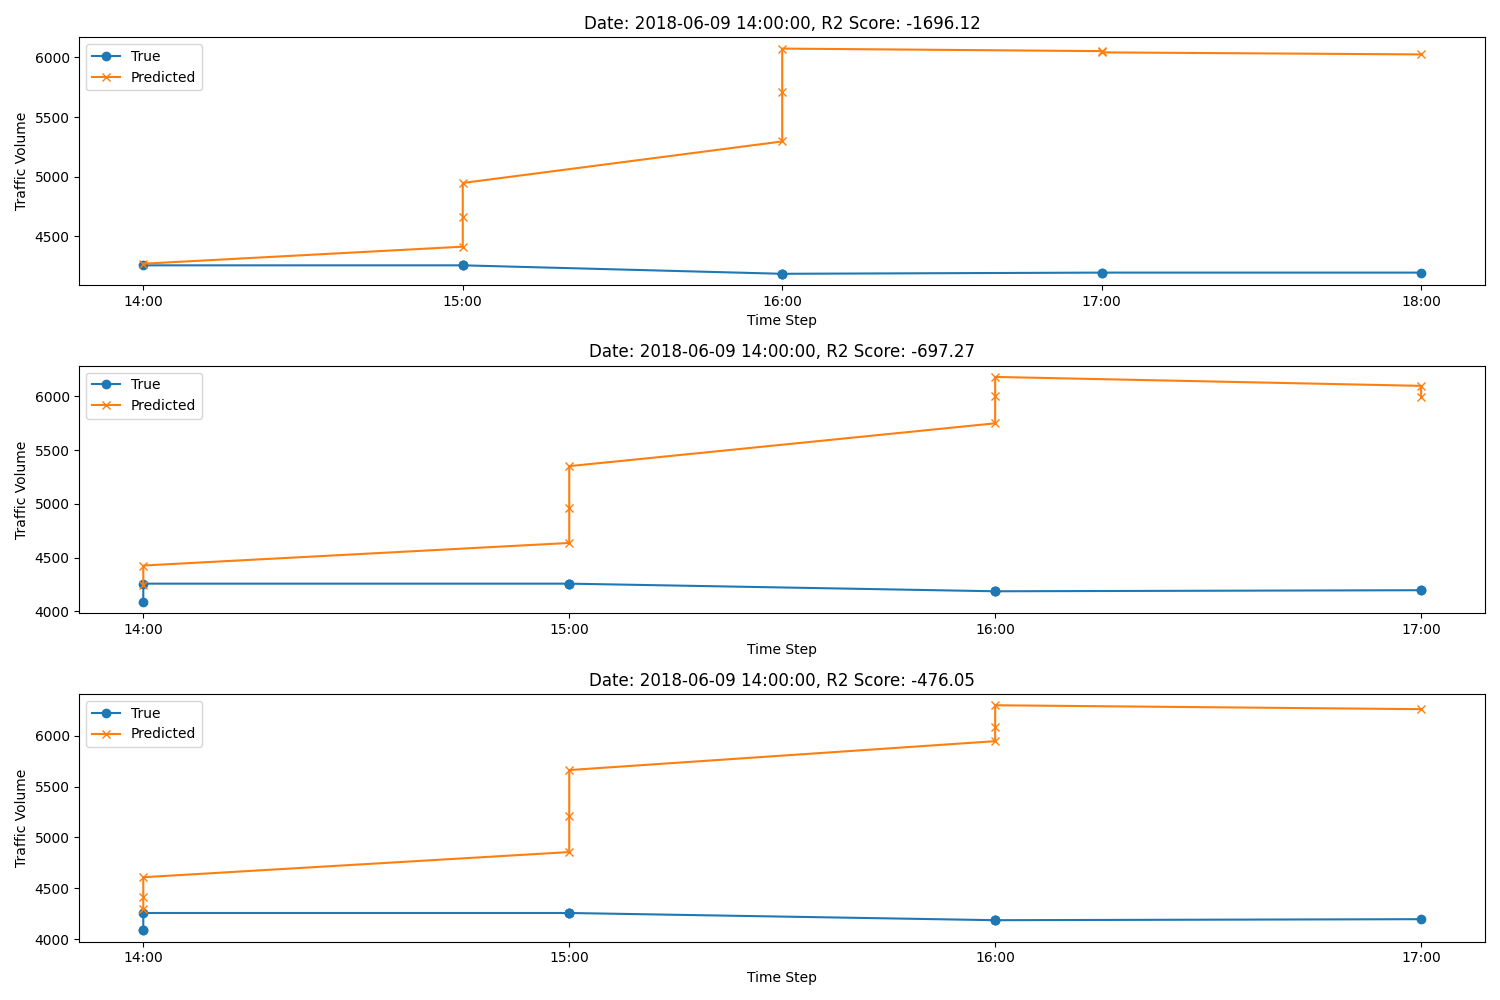 Date: 2018-06-09 14:00:00, R2 Score: -1696.12
True
Predicted
6000
5500
5000
4500
Traffic Volume
14:00 15:00 16:00 17:00 18:00
Time Step
Date: 2018-06-09 14:00:00, R2 Score: -697.27
True
Predicted
6000
5500
5000
4500
4000
Traffic Volume
14:00 15:00 16:00 17:00
Time Step
Date: 2018-06-09 14:00:00, R2 Score: -476.05
True
Predicted
6000
5500
5000
4500
4000
Traffic Volume
14:00 15:00 16:00 17:00
Time Step